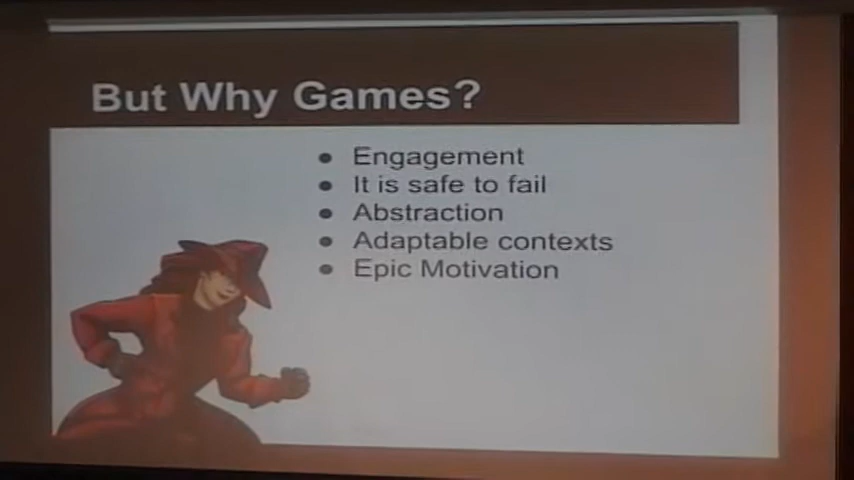 But Why Games?
● Engagement
● It is safe to fail
● Abstraction
● Adaptable contexts
● Epic Motivation